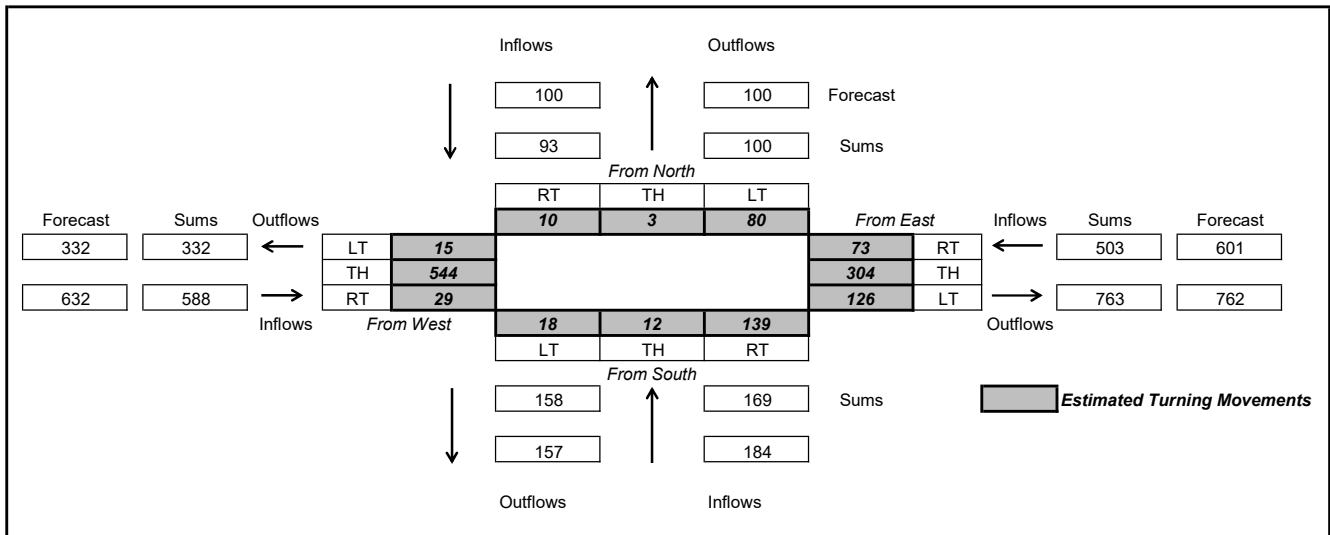 Inflows Outflows
100 100 Forecast
93 100 Sums
From North
RT TH LT
Forecast Sums Outflows 10 3 80 From East Inflows Sums Forecast
332 332 LT 15 73 RT 503 601
TH 544 304 TH
632 588 RT 29 126 LT 763 762
Inflows From West 18 12 139 Outflows
LT TH RT
From South
158 169 Sums Estimated Turning Movements
157 184
Outflows Inflows